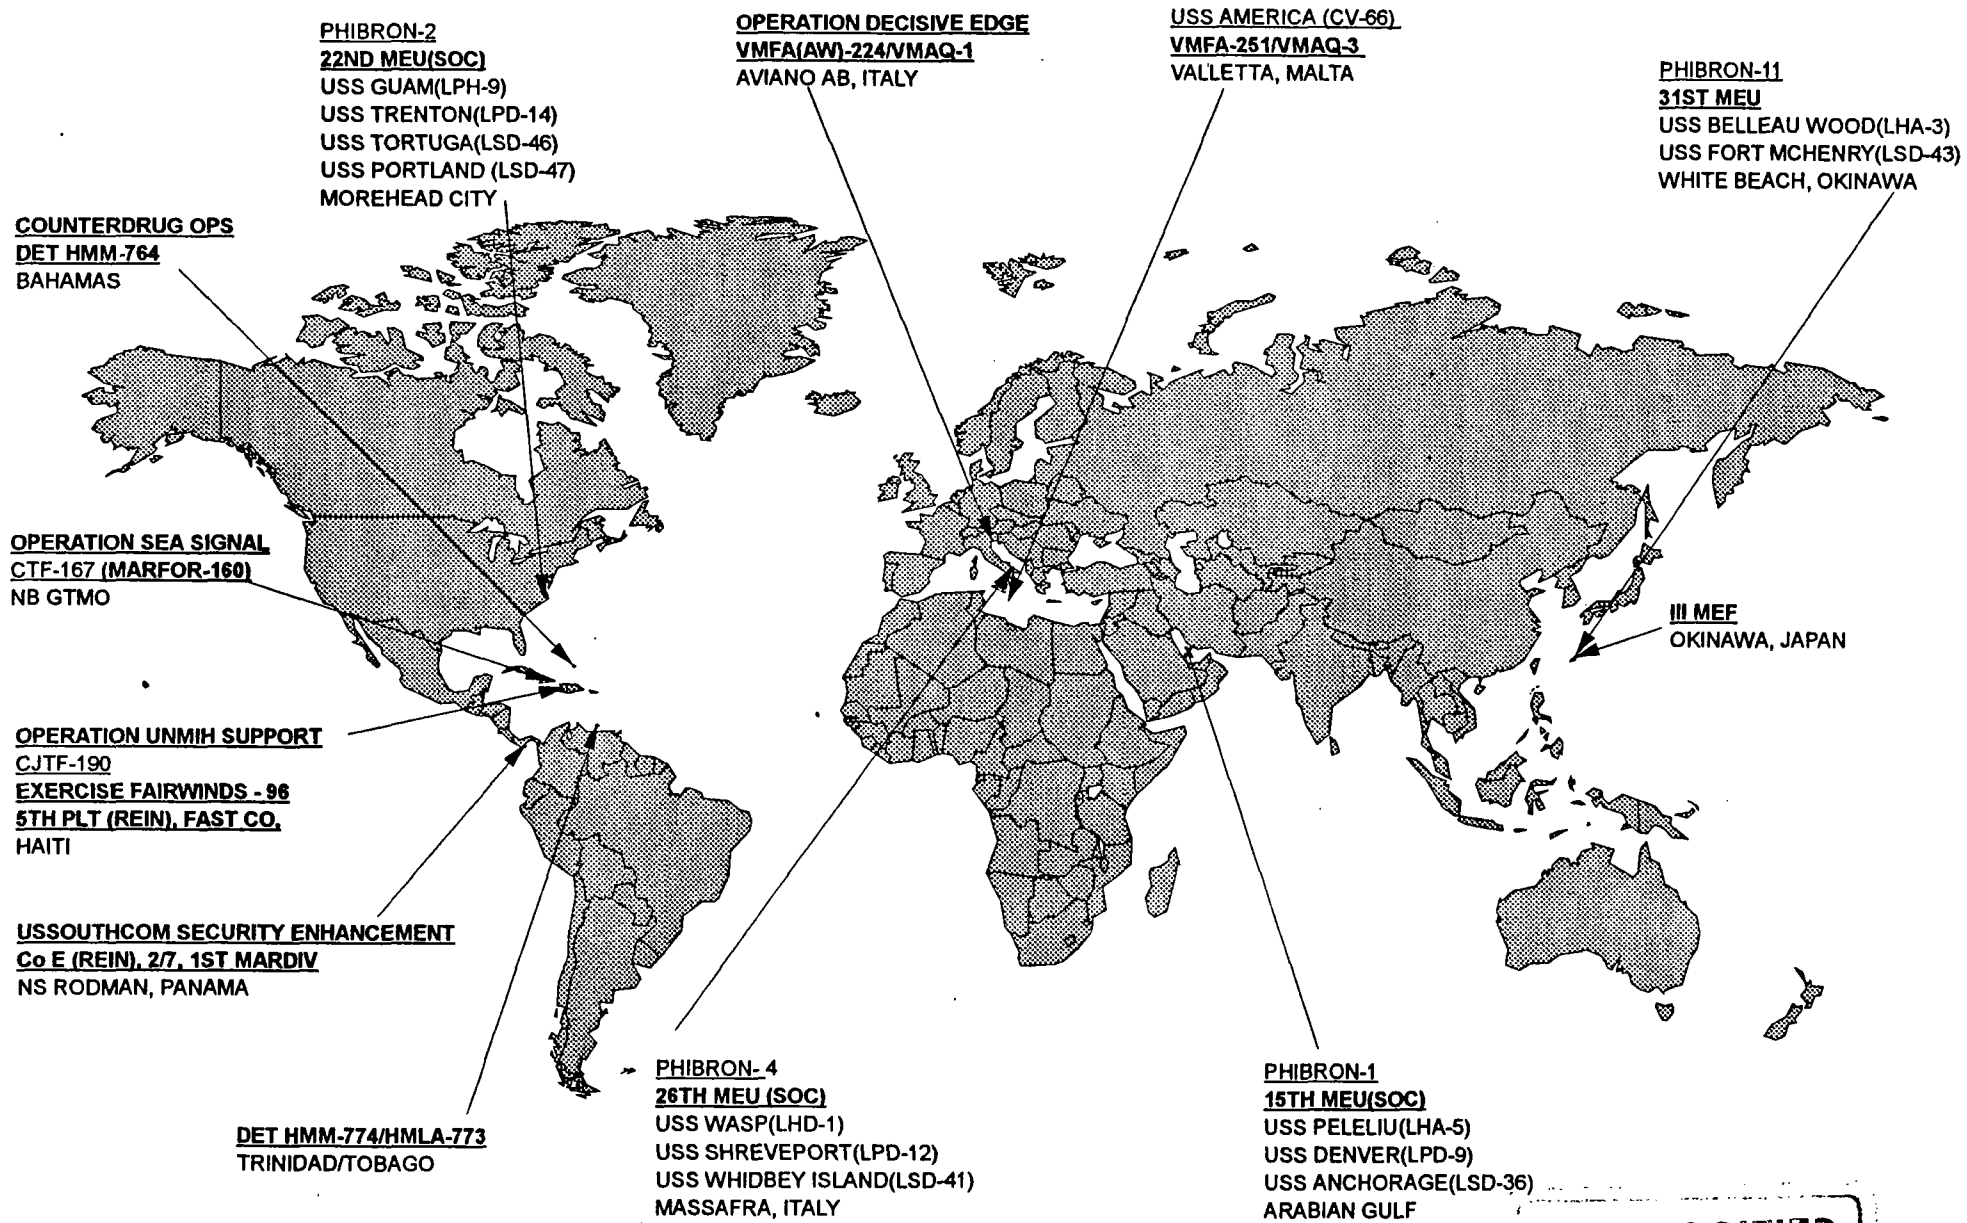 PHIBRON-2
22ND MEU(SOC)
USS GUAM(LPH-9)
USS TRENTON(LPD-14)
USS TORTUGA(LSD-46)
USS PORTLAND (LSD-47)
MOREHEAD CITY
OPERATION DECISIVE EDGE
VMFA(AW)-224/VMAQ-1
AVIANO AB, ITALY
USS AMERICA (CV-66)
VMFA-251/VMAQ-3
VALLETTA, MALTA
PHIBRON-11
31ST MEU
USS BELLEAU WOOD(LHA-3)
USS FORT MCHENRY(LSD-43)
WHITE BEACH, OKINAWA
COUNTERDRUG OPS
DET HMM-764
BAHAMAS
OPERATION SEA SIGNAL
CTF-167 (MARFOR-160)
NB GTMO
III MEF
OKINAWA, JAPAN
OPERATION UNMIH SUPPORT
CJTF-190
EXERCISE FAIRWINDS - 96
5TH PLT (REIN), FAST CO,
HAITI
USSOUTHCOM SECURITY ENHANCEMENT
Co E (REIN), 2/7, 1ST MARDIV
NS RODMAN, PANAMA
DET HMM-774/HMLA-773
TRINIDAD/TOBAGO
PHIBRON- 4
26TH MEU (SOC)
USS WASP(LHD-1)
USS SHREVEPORT(LPD-12)
USS WHIDBEY ISLAND(LSD-41)
MASSAFRA, ITALY
PHIBRON-1
15TH MEU(SOC)
USS PELELIU(LHA-5)
USS DENVER(LPD-9)
USS ANCHORAGE(LSD-36)
ARABIAN GULF